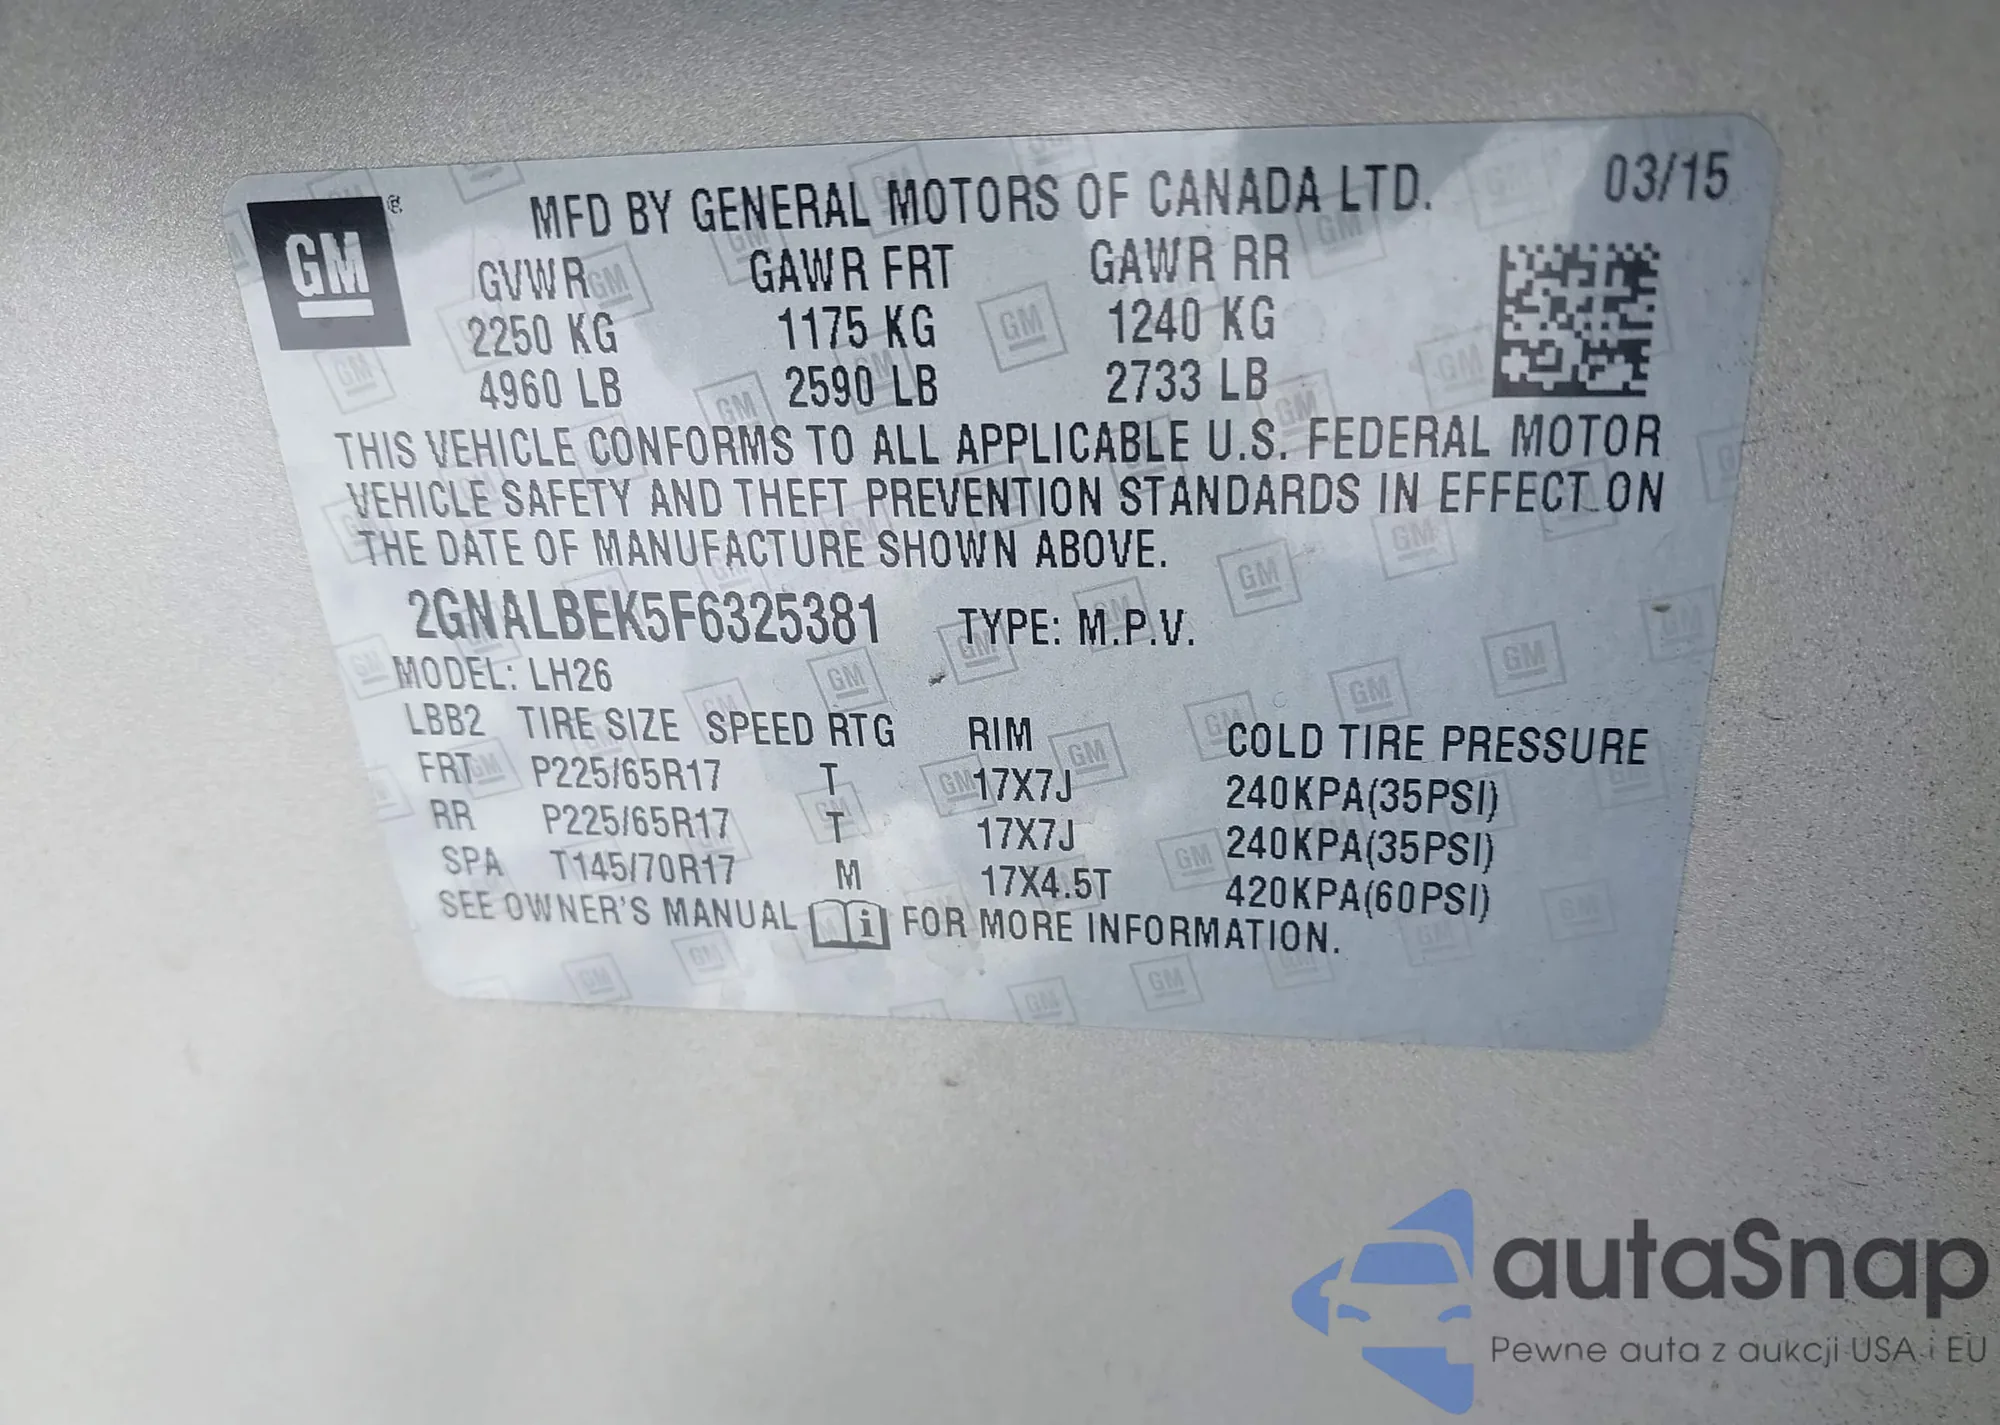 GM
MFD BY GENERAL MOTORS OF CANADA LTD. 03/15
GVWR GAWR FRT GAWR RR
2250 KG 1175 KG 1240 KG
4960 LB 2590 LB 2733 LB
THIS VEHICLE CONFORMS TO ALL APPLICABLE U.S. FEDERAL MOTOR
VEHICLE SAFETY AND THEFT PREVENTION STANDARDS IN EFFECT ON
THE DATE OF MANUFACTURE SHOWN ABOVE.
2GNALBEK5F6325381 TYPE: M.P.V.
MODEL: LH26
LBB2 TIRE SIZE SPEED RTG RIM COLD TIRE PRESSURE
FRT P225/65R17 T 17X7J 240KPA(35PSI)
RR P225/65R17 T 17X7J 240KPA(35PSI)
SPA T145/70R17 M 17X4.5T 420KPA(60PSI)
SEE OWNER'S MANUAL i FOR MORE INFORMATION.
autaSnap
Pewne auta z aukcji USA i EU